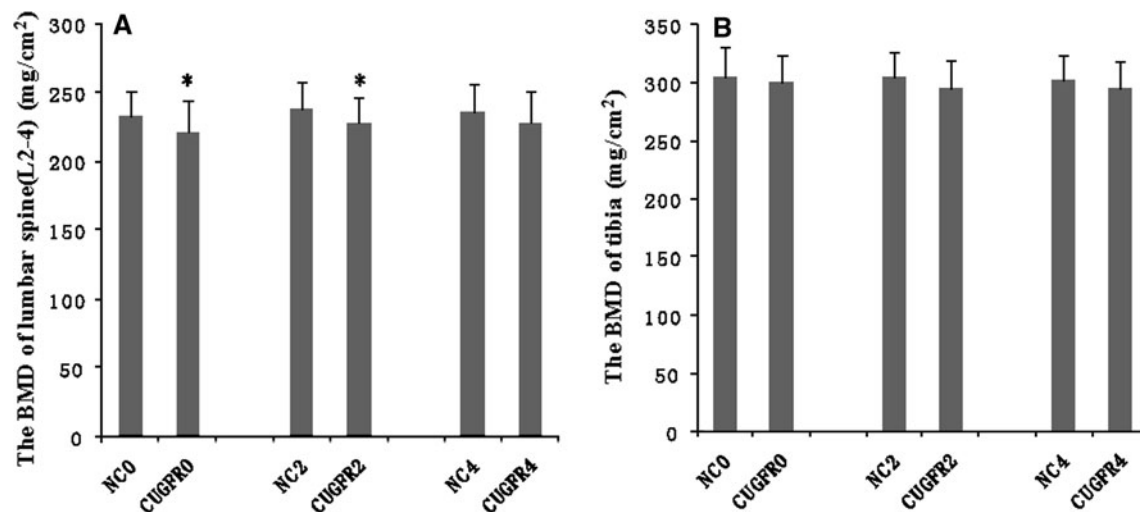 A
The BMD of lumbar spine(L2-4) (mg/cm²)
300
250
200
150
100
50
0
*
*
NC0
CUGFR0
NC2
CUGFR2
NC4
CUGFR4
B
The BMD of tibia (mg/cm²)
350
300
250
200
150
100
50
0
NC0
CUGFR0
NC2
CUGFR2
NC4
CUGFR4